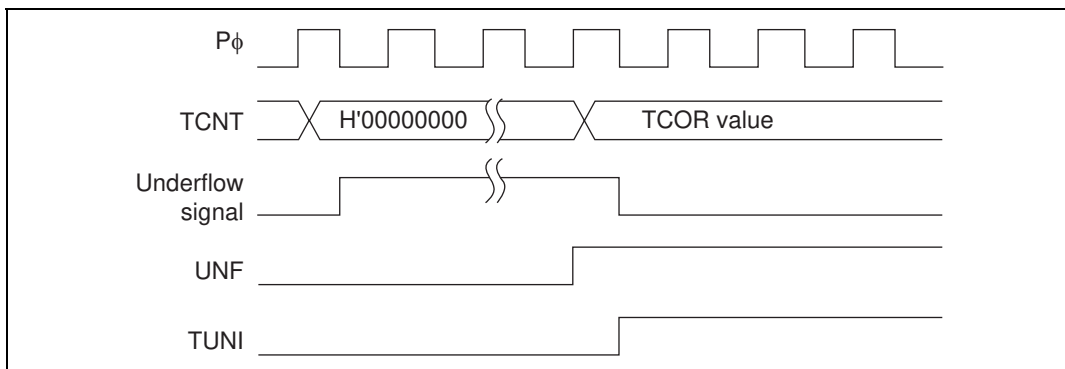 Pϕ
TCNT
H'00000000
TCOR value
Underflow
signal
UNF
TUNI